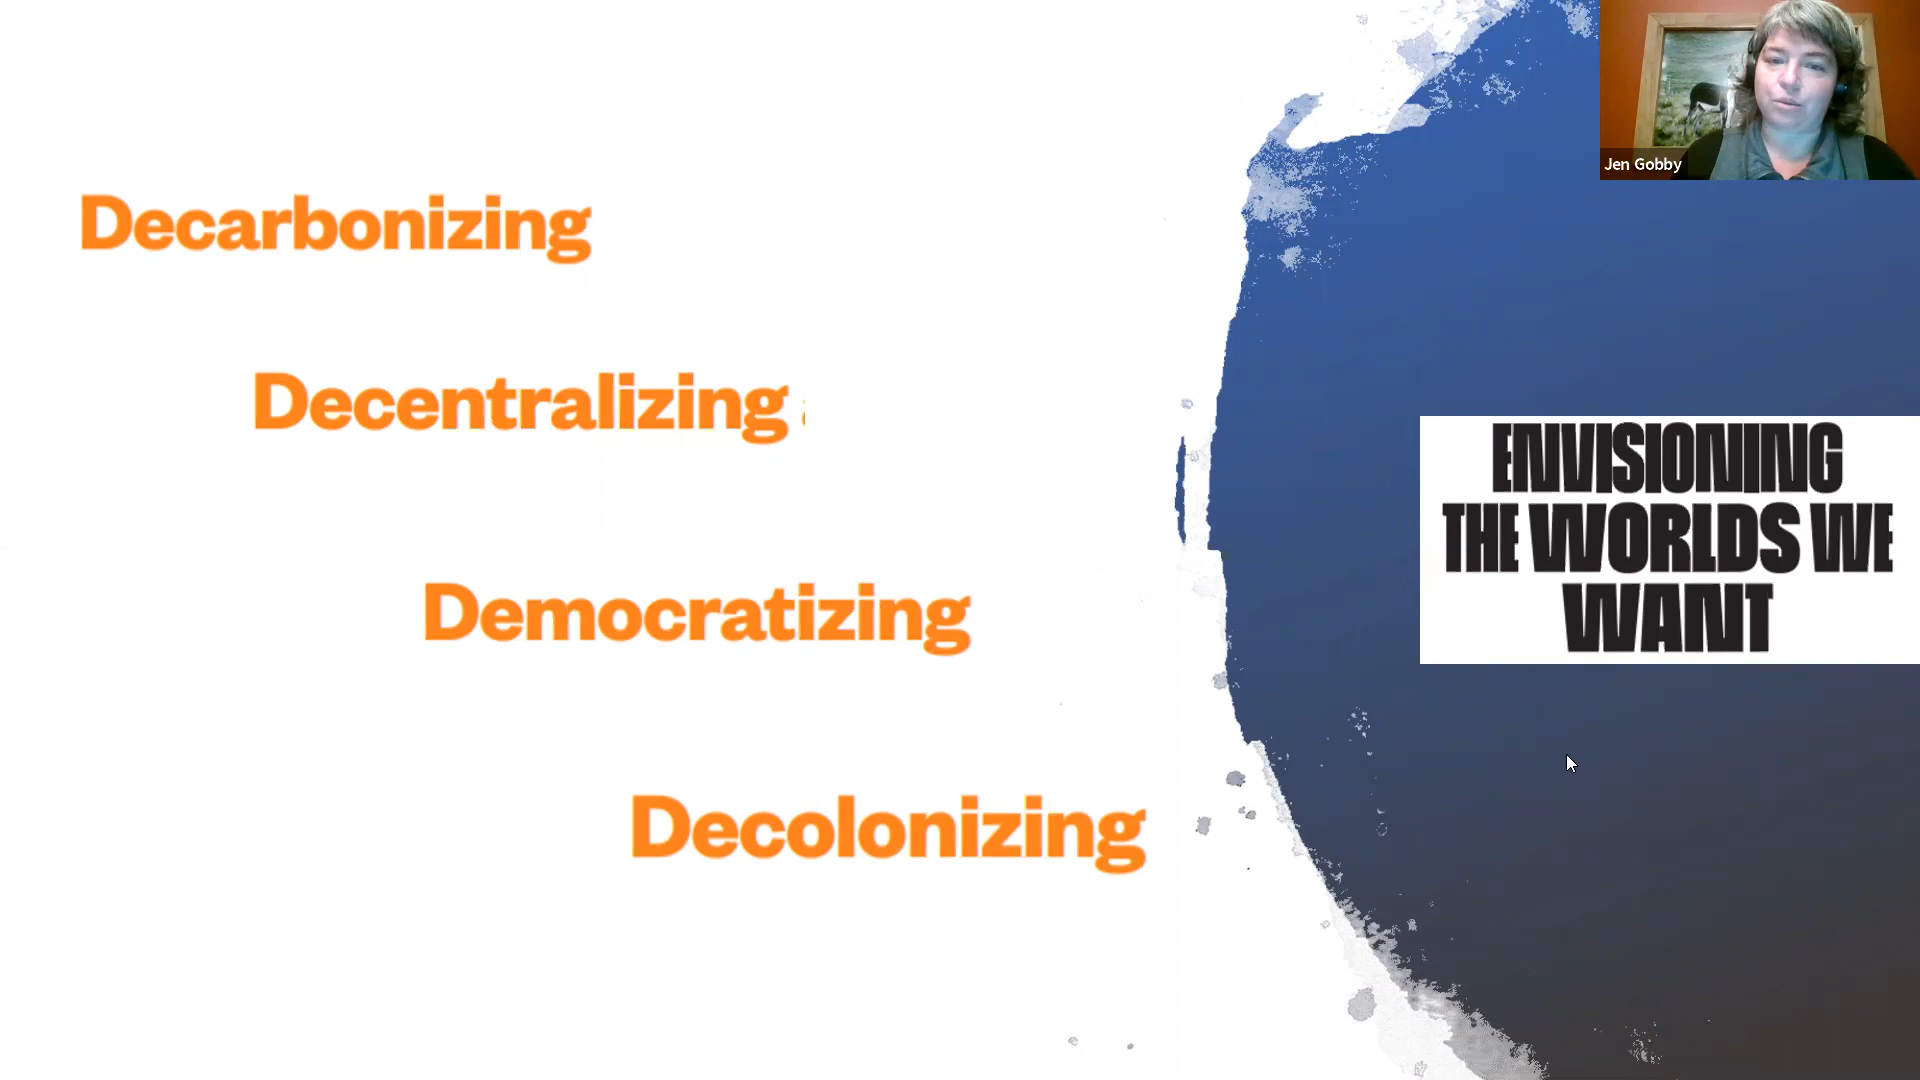 Decarbonizing
Decentralizing
Democratizing
Decolonizing
ENVISIONING
THE WORLDS WE
WANT
Jen Gobby